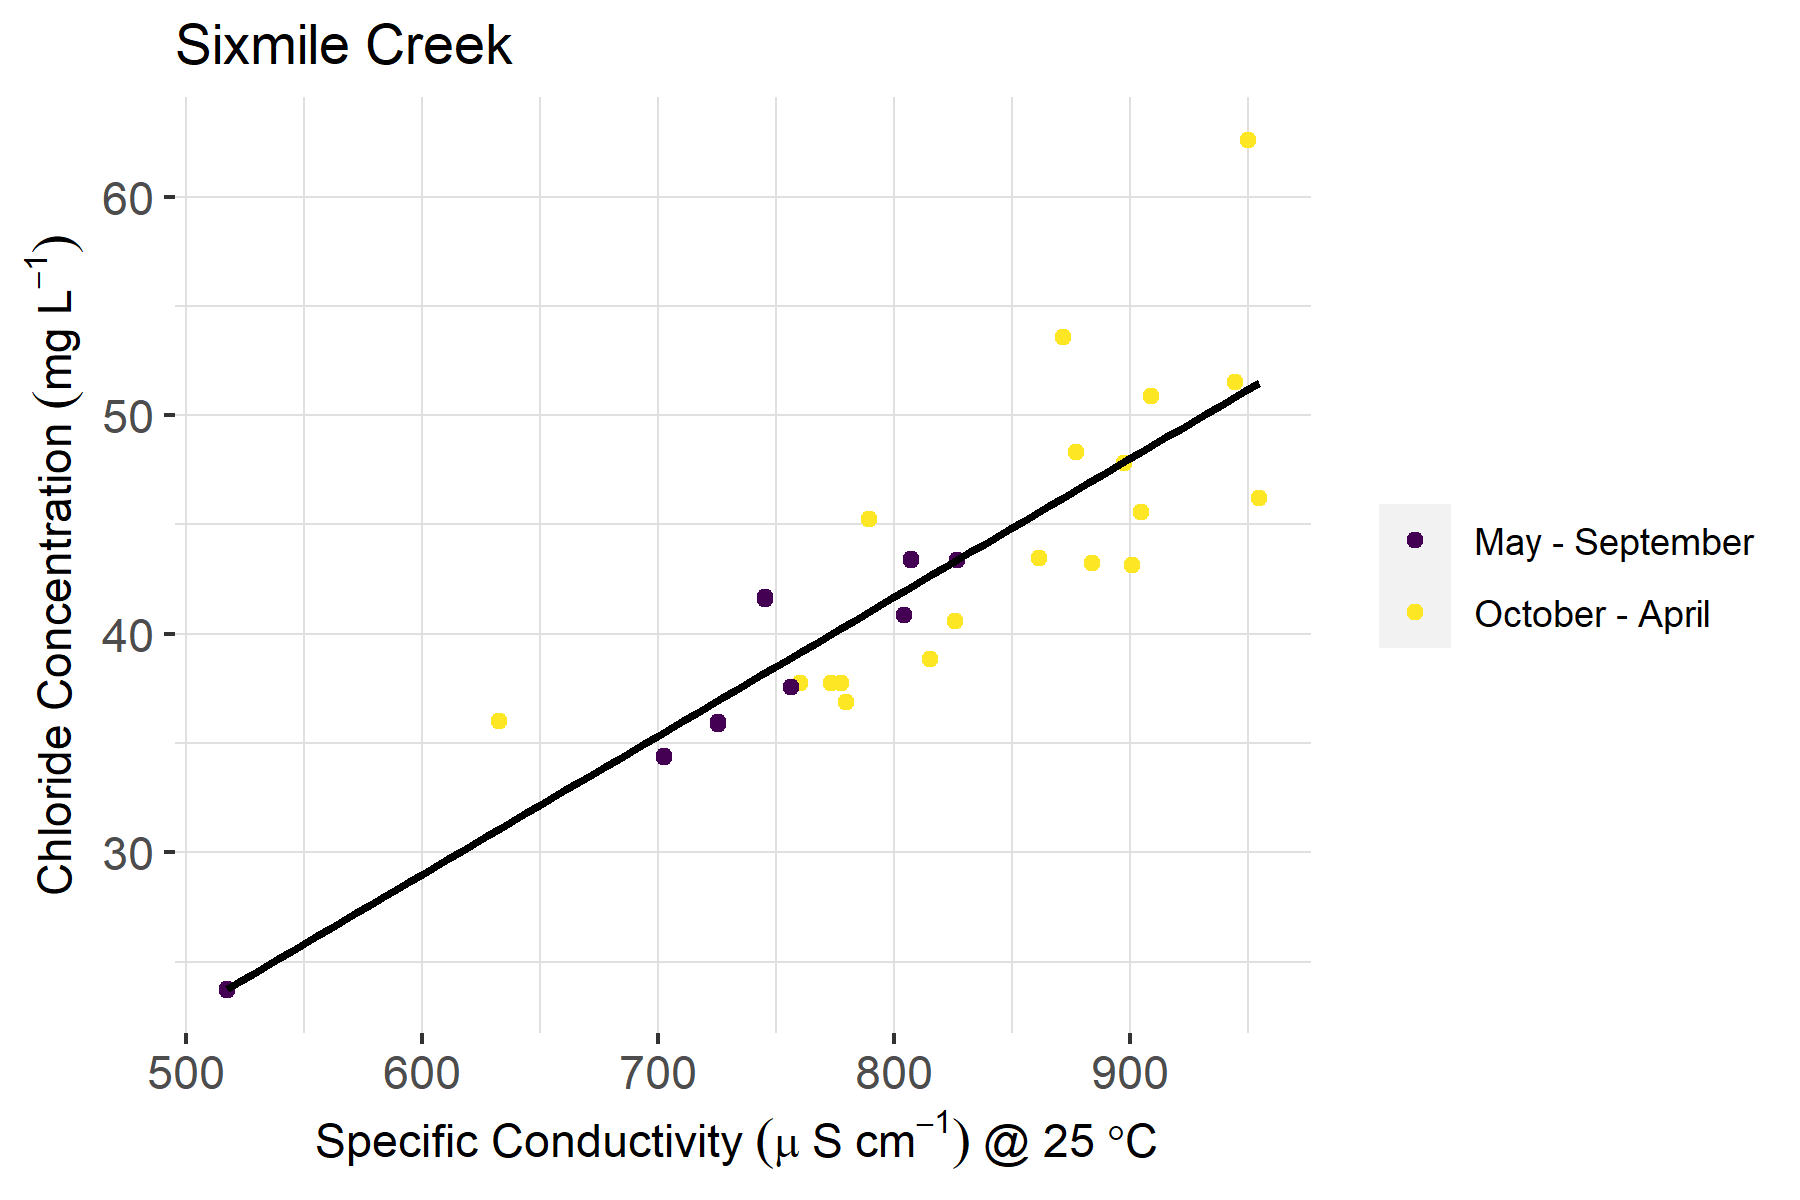 Sixmile Creek
Chloride Concentration (mg L⁻¹)
60
50
40
30
500 600 700 800 900
Specific Conductivity (μ S cm⁻¹) @ 25 °C
May - September
October - April